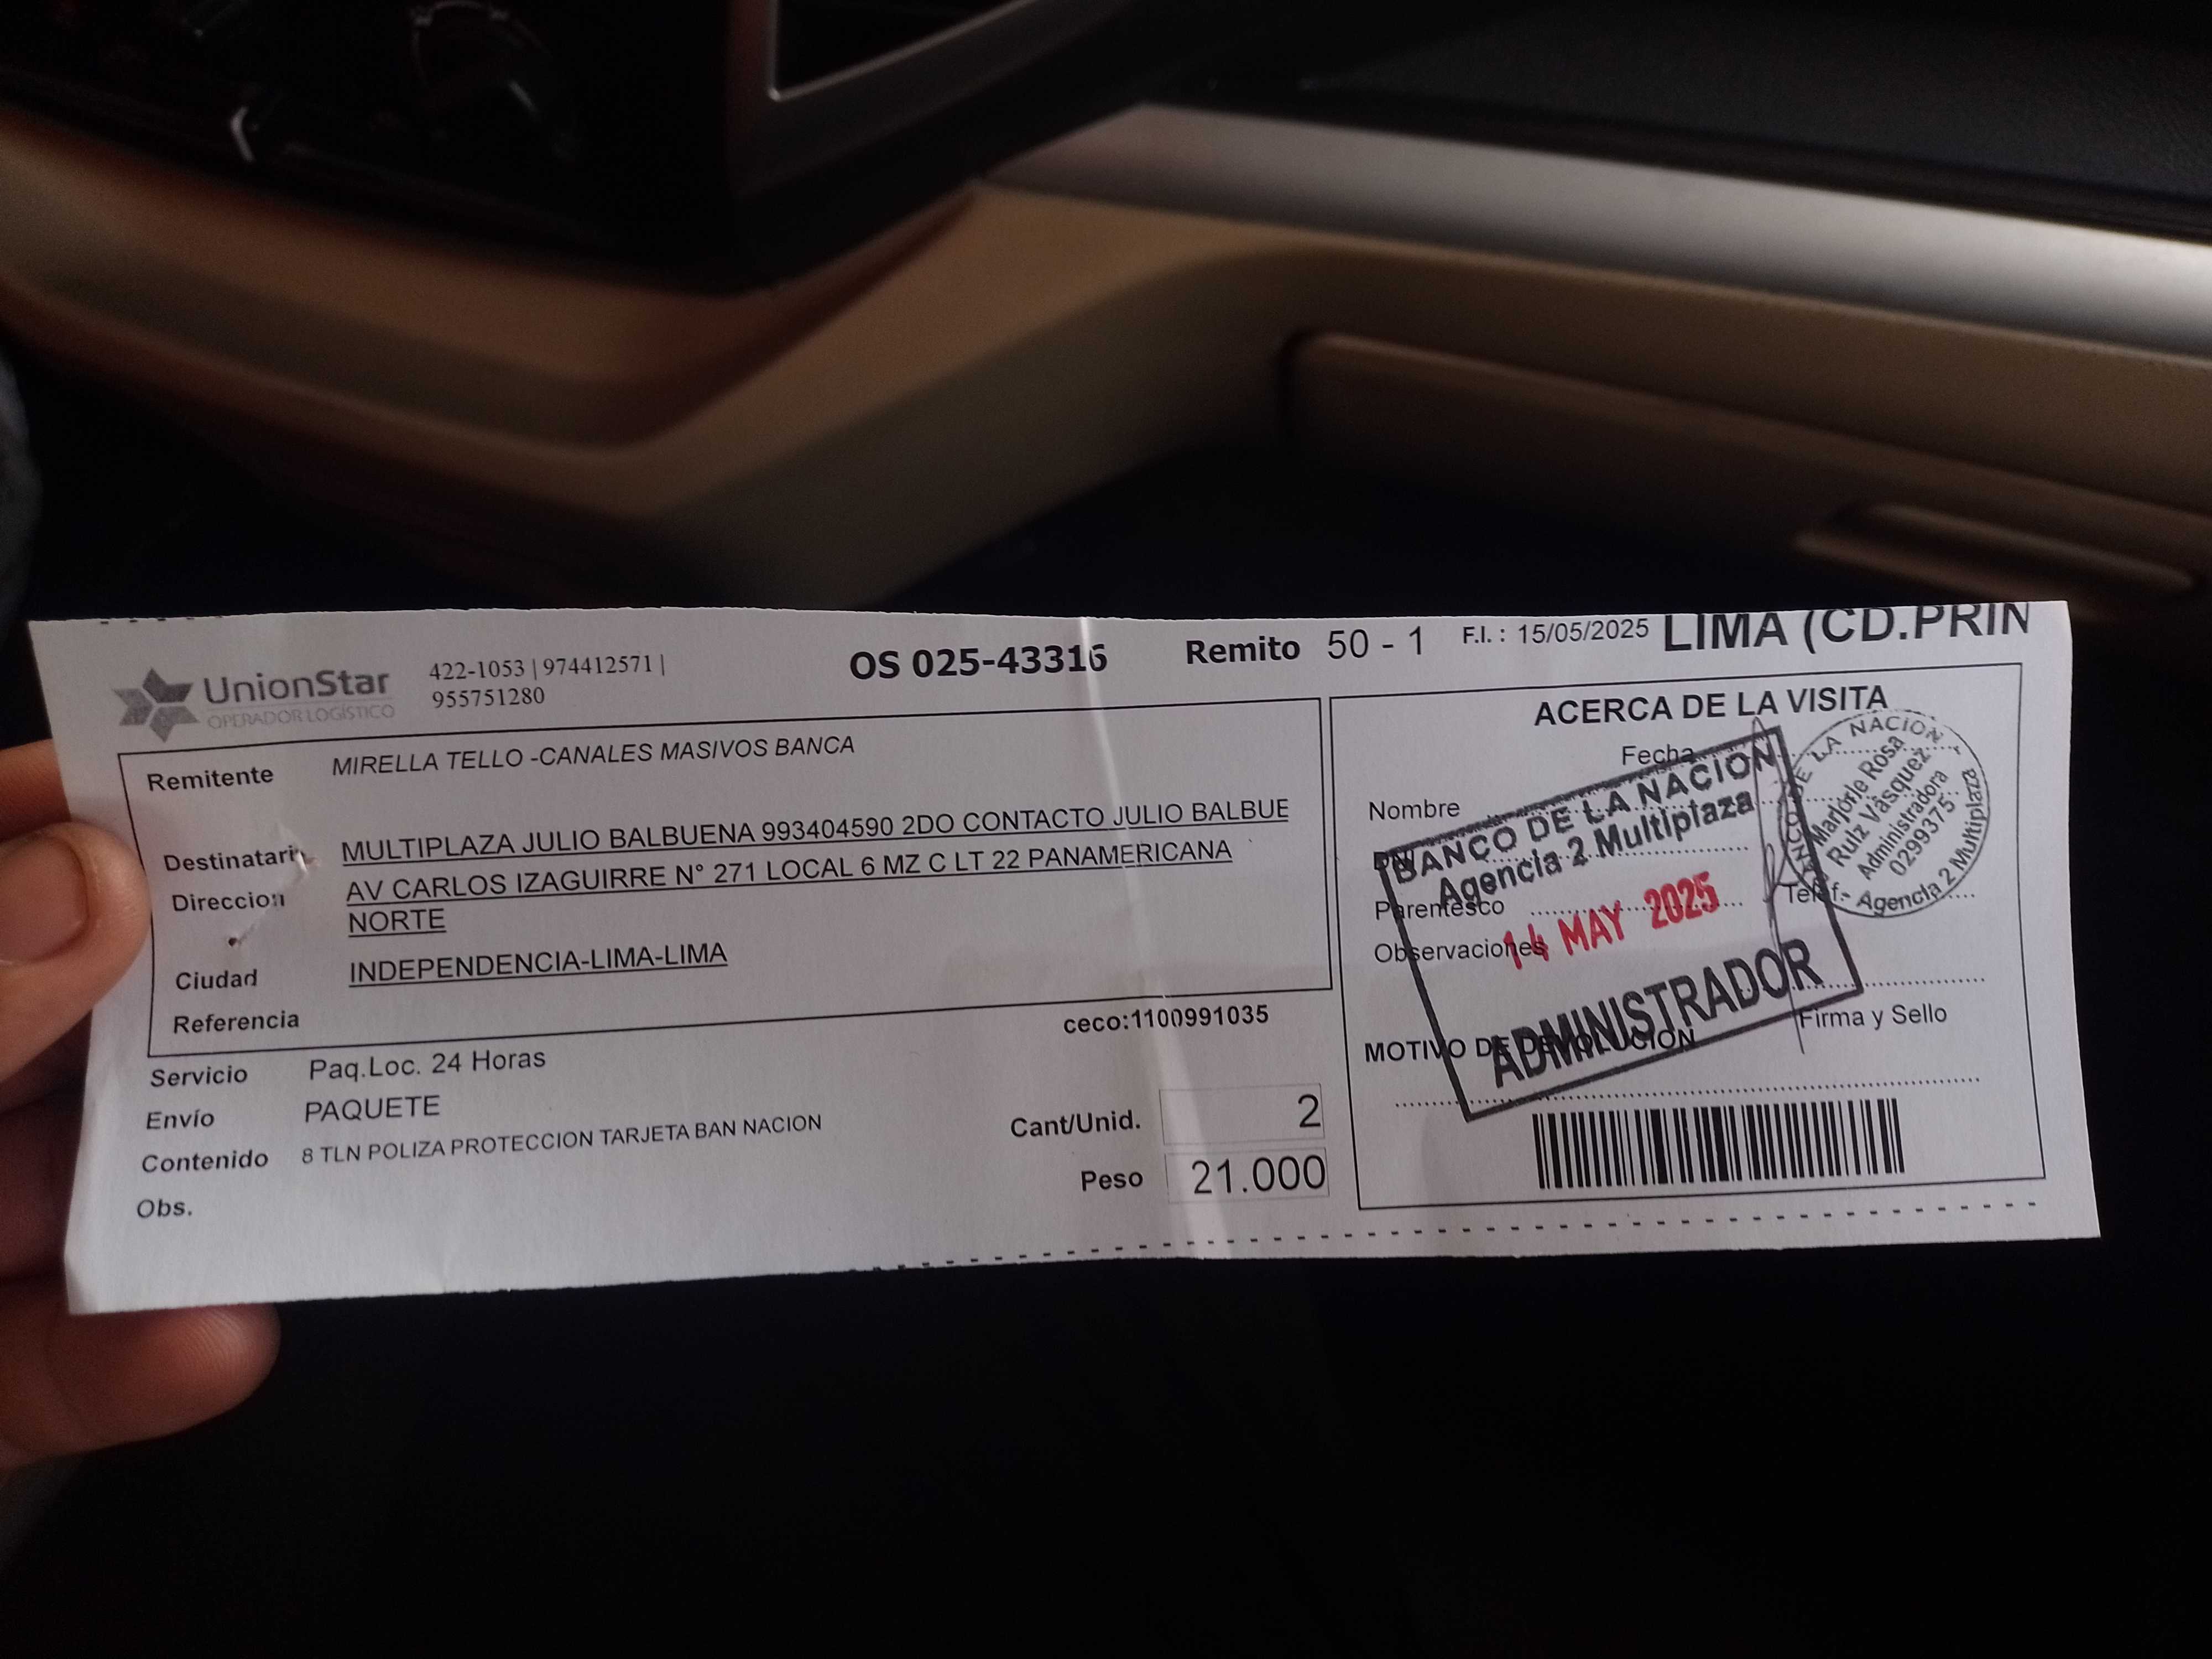 UnionStar
OPERADOR LOGÍSTICO
422-1053 | 974412571 |
955751280
OS 025-43316
Remito 50 - 1
F.I. : 15/05/2025
LIMA (CD.PRIN
Remitente MIRELLA TELLO -CANALES MASIVOS BANCA
Destinatari MULTIPLAZA JULIO BALBUENA 993404590 2DO CONTACTO JULIO BALBUE
Direccion AV CARLOS IZAGUIRRE N° 271 LOCAL 6 MZ C LT 22 PANAMERICANA
NORTE
Ciudad INDEPENDENCIA-LIMA-LIMA
Referencia
ceco:1100991035
Servicio Paq.Loc. 24 Horas
Envío PAQUETE
Contenido 8 TLN POLIZA PROTECCION TARJETA BAN NACION
Obs.
Cant/Unid. 2
Peso 21.000
ACERCA DE LA VISITA
Fecha
Nombre
Parentesco
Telef.-
Observaciones
Firma y Sello
MOTIVO DE DEVOLUCION
BANCO DE LA NACION
Agencia 2 Multiplaza
14 MAY 2025
ADMINISTRADOR
BANCO DE LA NACION
Marjorie Rosa
Ruiz Vásquez
Administradora
0299375
Agencia 2 Multiplaza